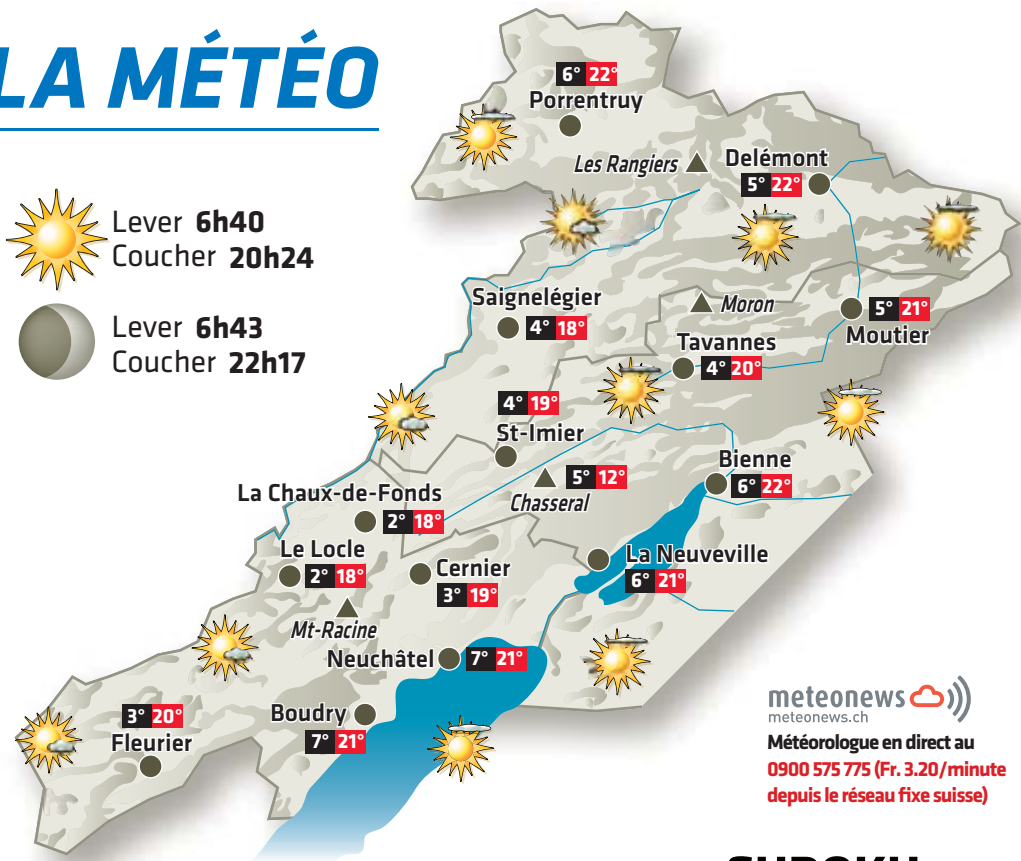 LA MÉTÉO
Lever 6h40
Coucher 20h24
Lever 6h43
Coucher 22h17
6° 22°
Porrentruy
Les Rangiers
Delémont
5° 22°
Saignelégier
4° 18°
Moron
5° 21°
Moutier
Tavannes
4° 20°
4° 19°
St-Imier
5° 12°
Chasseral
Bienne
6° 22°
La Chaux-de-Fonds
2° 18°
Le Locle
2° 18°
Cernier
3° 19°
La Neuveville
6° 21°
Mt-Racine
Neuchâtel 7° 21°
Boudry
7° 21°
3° 20°
Fleurier
meteonews
meteonews.ch
Météorologue en direct au
0900 575 775 (Fr. 3.20/minute
depuis le réseau fixe suisse)